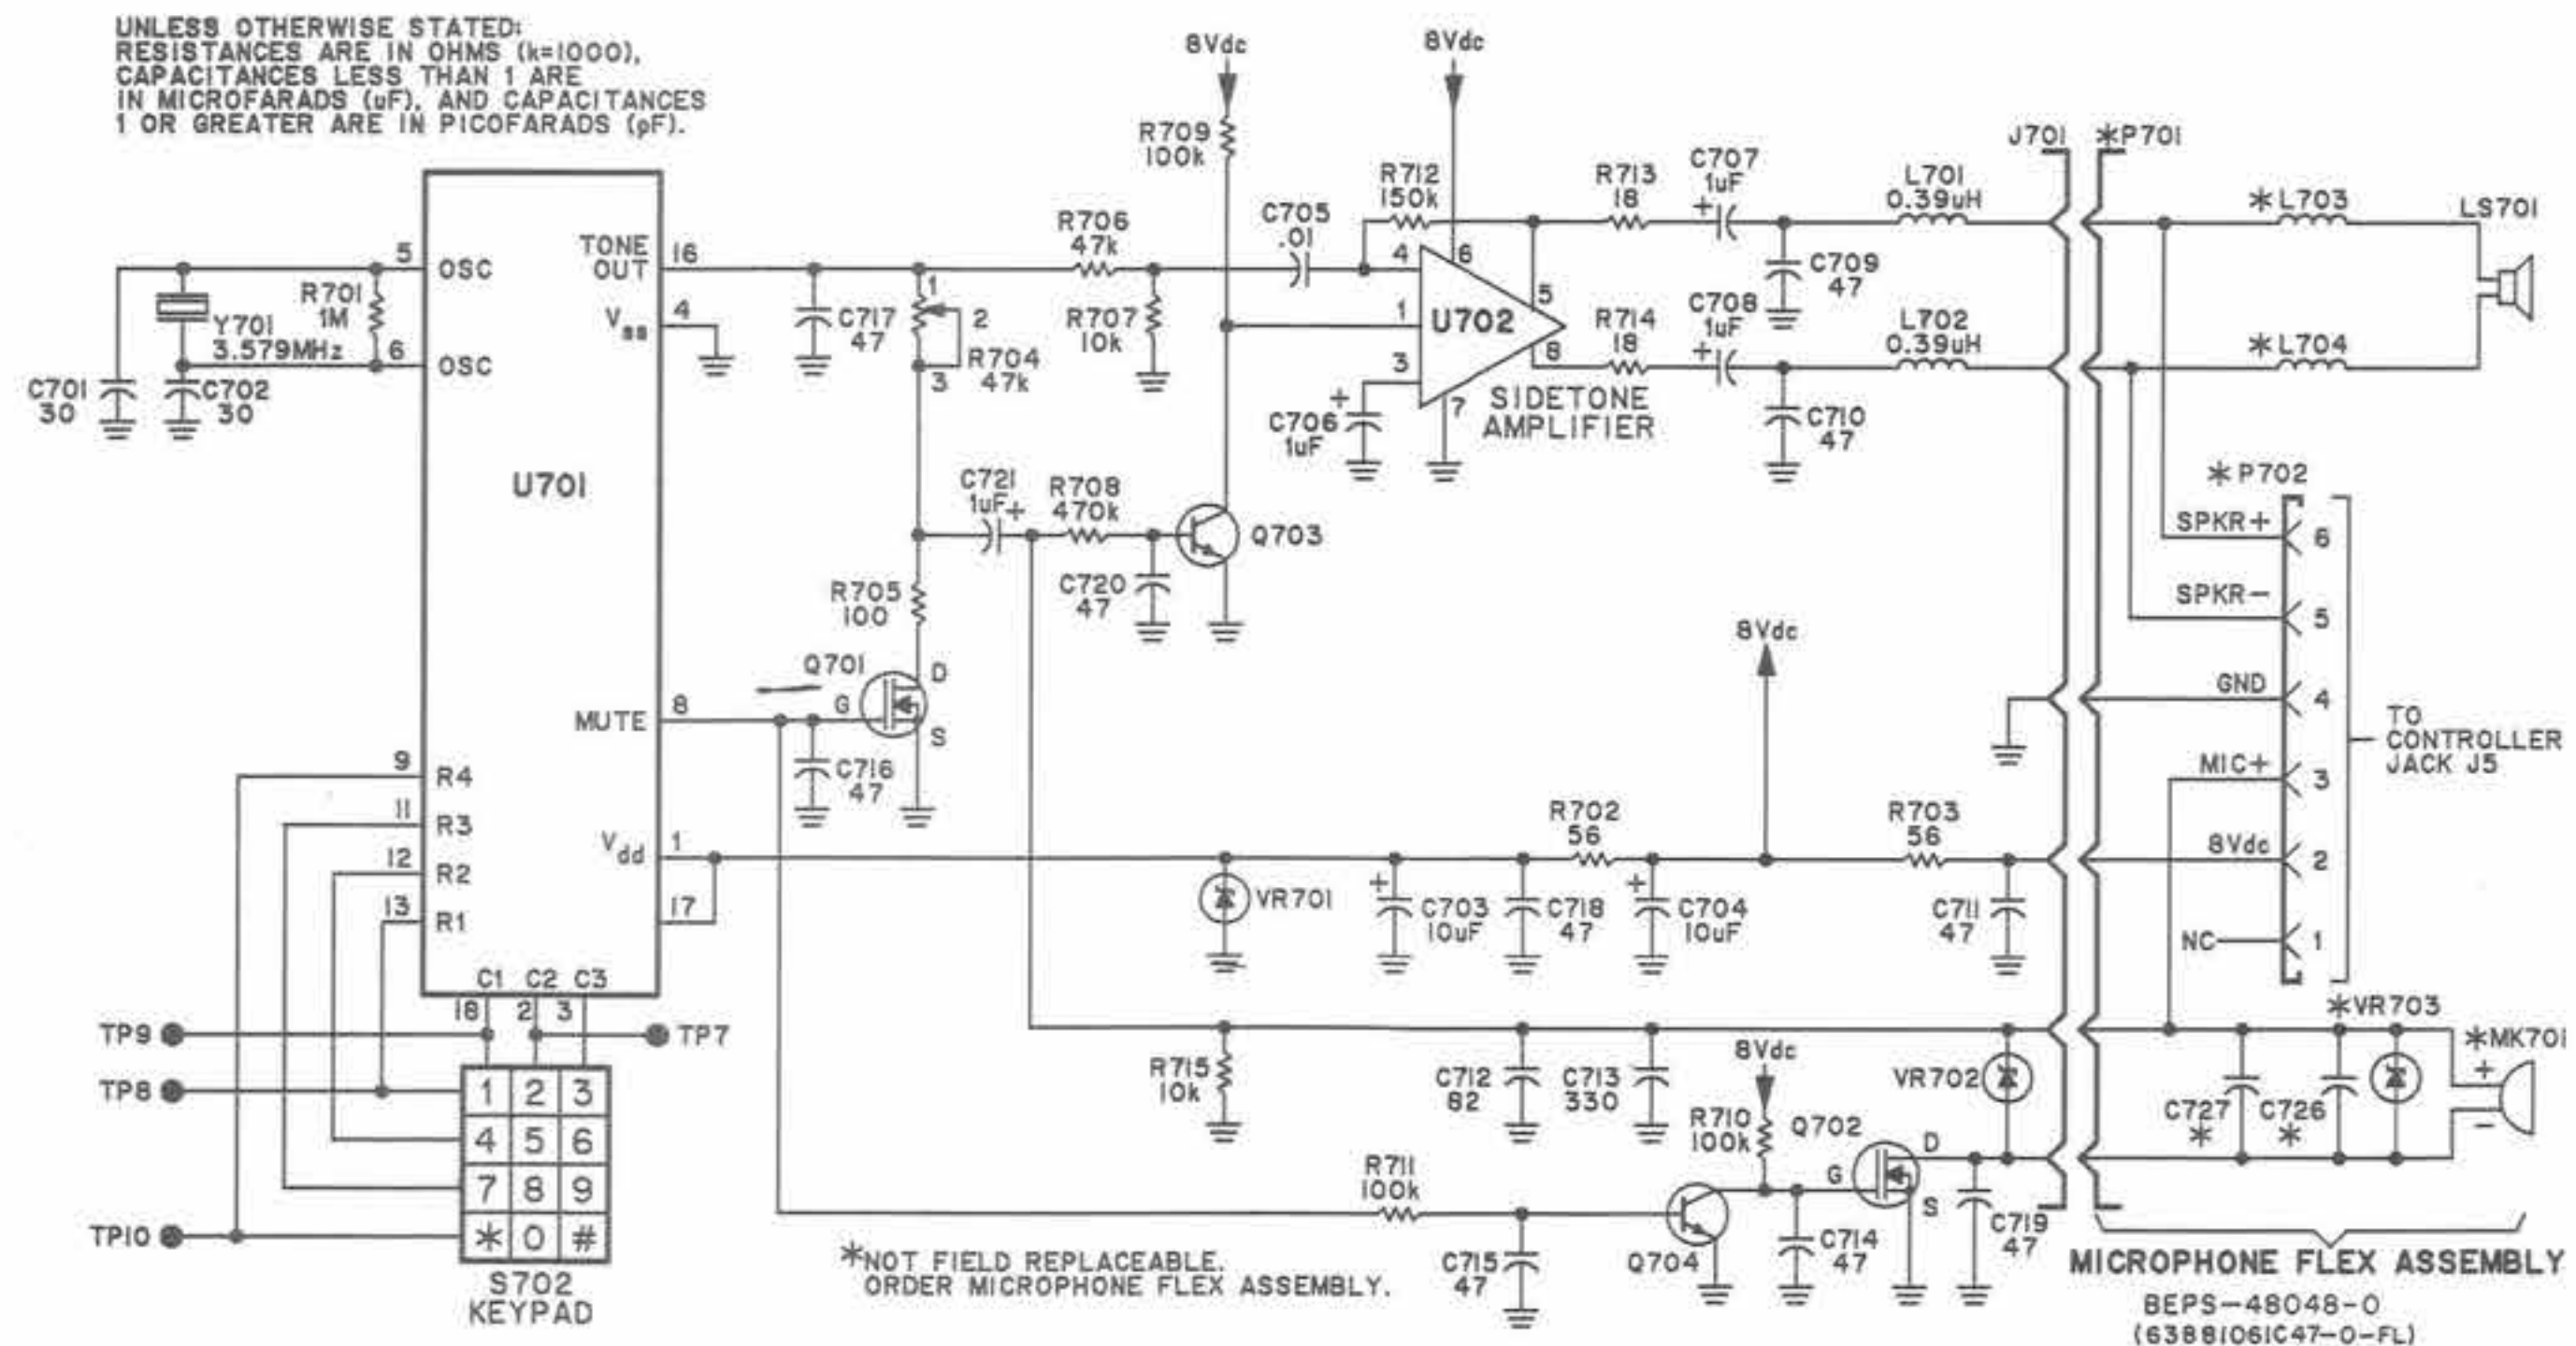 UNLESS OTHERWISE STATED:
RESISTANCES ARE IN OHMS (k=1000),
CAPACITANCES LESS THAN 1 ARE
IN MICROFARADS (uF), AND CAPACITANCES
1 OR GREATER ARE IN PICOFARADS (pF).
8Vdc
8Vdc
R709
100k
J701
*P701
R712
150k
R713
18
C707
1uF
L701
0.39uH
*L703
LS701
C705
.01
R706
47k
5
OSC
TONE
OUT
16
4
6
5
C709
47
R701
1M
Y701
3.579MHz
Vss
4
C717
47
1
2
3
R704
47k
R707
10k
1
U702
8
3
7
R714
18
C708
1uF
L702
0.39uH
*L704
6
OSC
C701
30
C702
30
C706
1uF
+
+
+
SIDETONE
AMPLIFIER
C710
47
U701
C721
1uF
+
R708
470k
Q703
C720
47
*P702
SPKR+
6
SPKR-
5
GND
4
MIC+
3
8Vdc
2
NC
1
TO
CONTROLLER
JACK J5
R705
100
8Vdc
Q701
D
G
S
MUTE
8
C716
47
9
R4
11
R3
12
R2
13
R1
Vdd
1
17
R702
56
R703
56
VR701
+
C703
10uF
C718
47
+
C704
10uF
C711
47
C1
C2
C3
18
2
3
TP9
TP7
TP8
TP10
1
2
3
4
5
6
7
8
9
*
0
#
S702
KEYPAD
R715
10k
C712
82
C713
330
8Vdc
VR702
*VR703
*MK701
+
-
C727
*
C726
*
R710
100k
Q702
D
G
S
R711
100k
C715
47
Q704
C714
47
C719
47
*NOT FIELD REPLACEABLE.
ORDER MICROPHONE FLEX ASSEMBLY.
MICROPHONE FLEX ASSEMBLY
BEPS-48048-0
(63881061C47-0-FL)